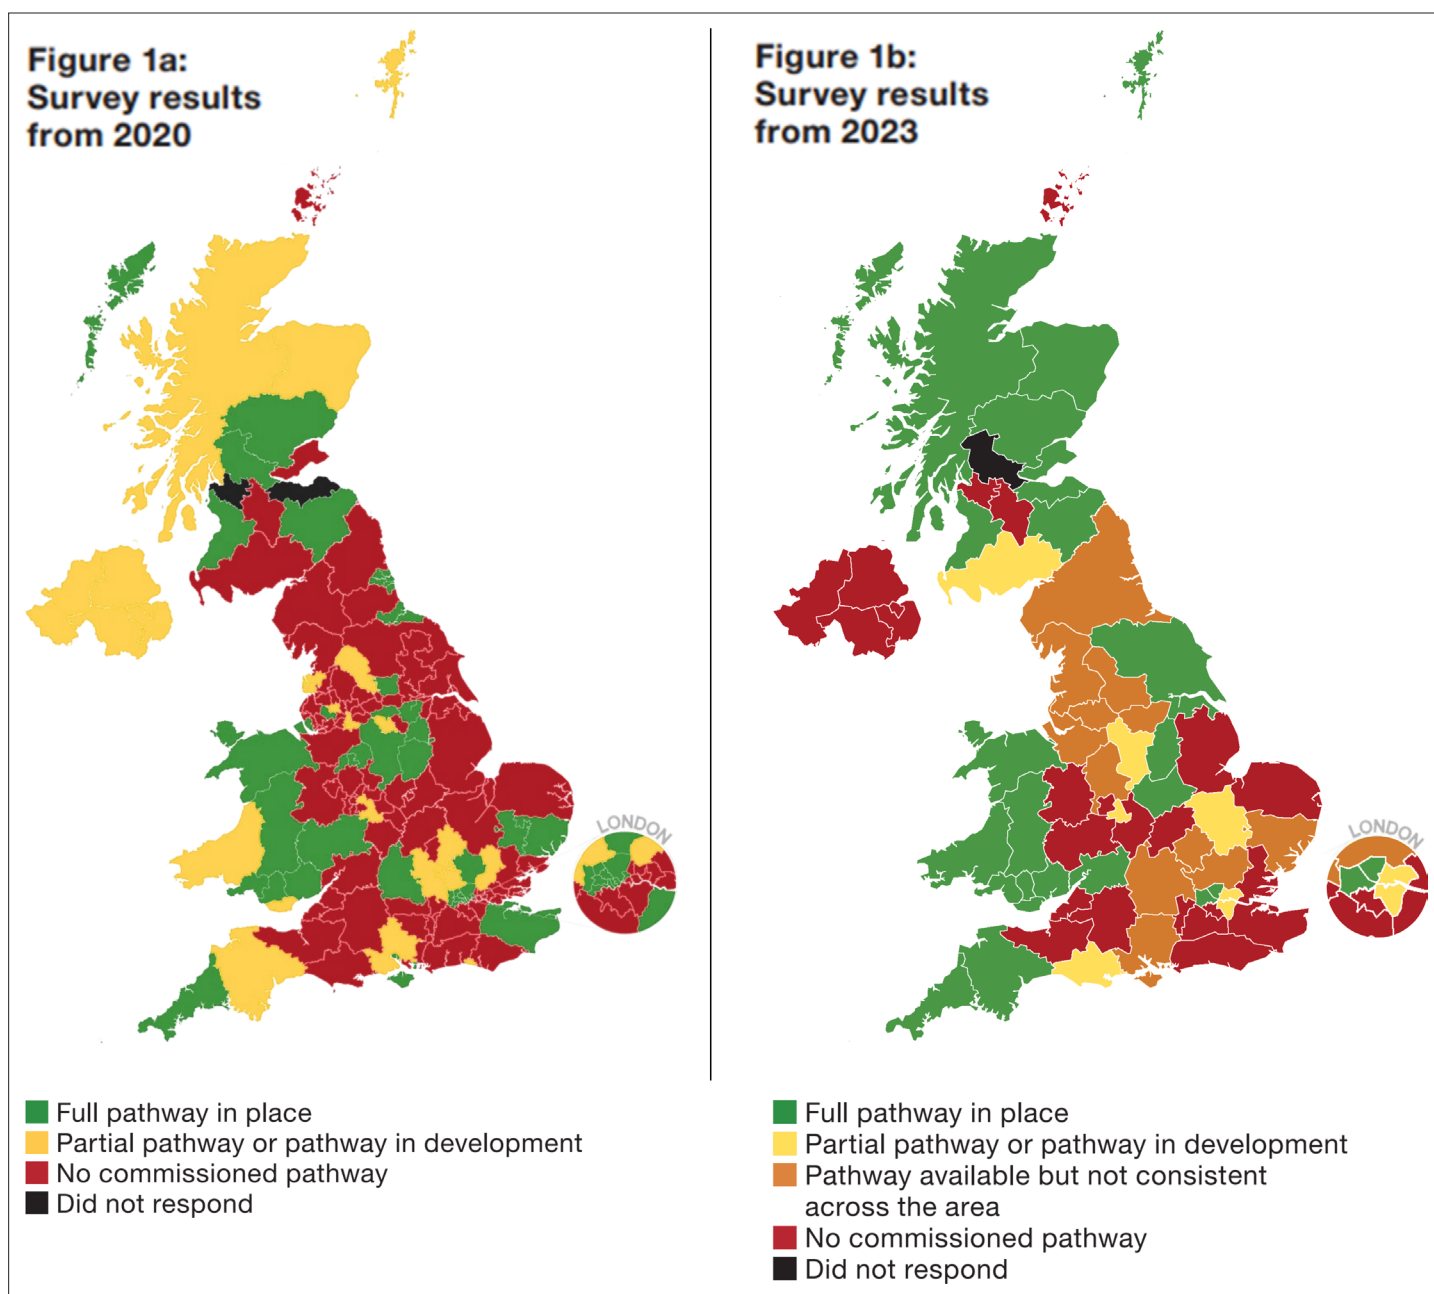 Figure 1a:
Survey results
from 2020
LONDON
Full pathway in place
Partial pathway or pathway in development
No commissioned pathway
Did not respond
Figure 1b:
Survey results
from 2023
LONDON
Full pathway in place
Partial pathway or pathway in development
Pathway available but not consistent
across the area
No commissioned pathway
Did not respond